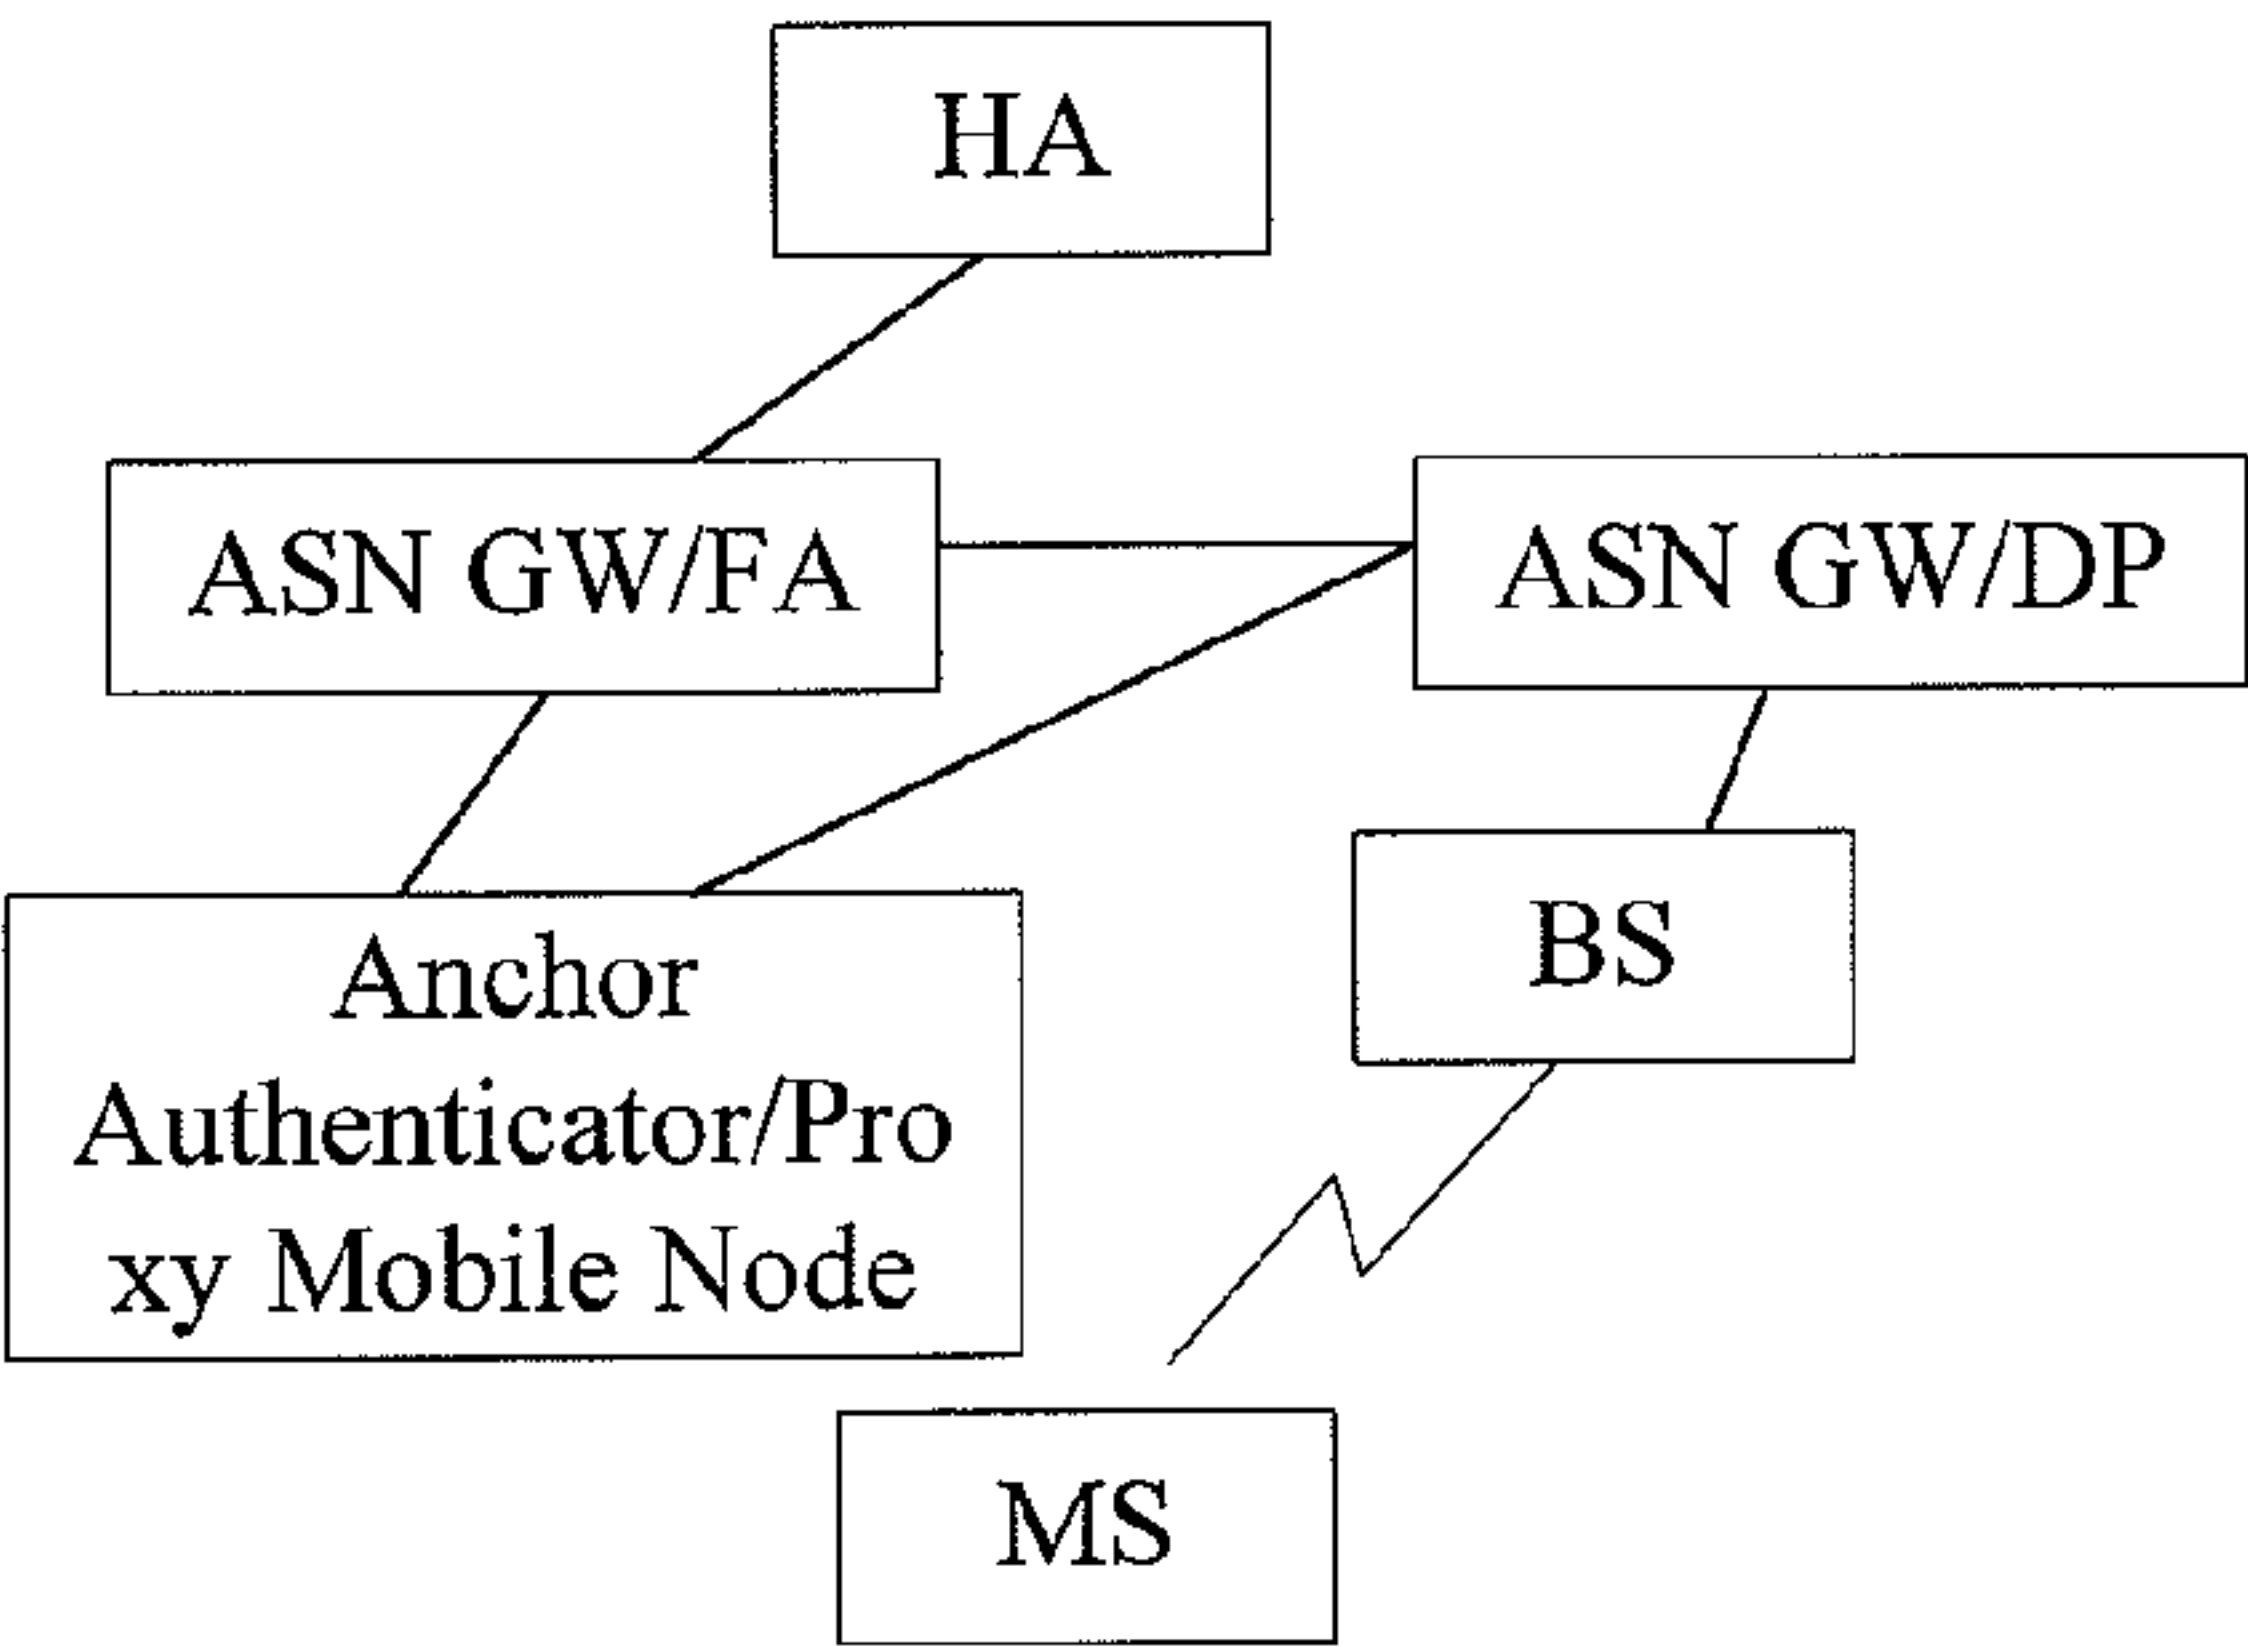 HA
ASN GW/FA
ASN GW/DP
Anchor
Authenticator/Pro
xy Mobile Node
BS
MS